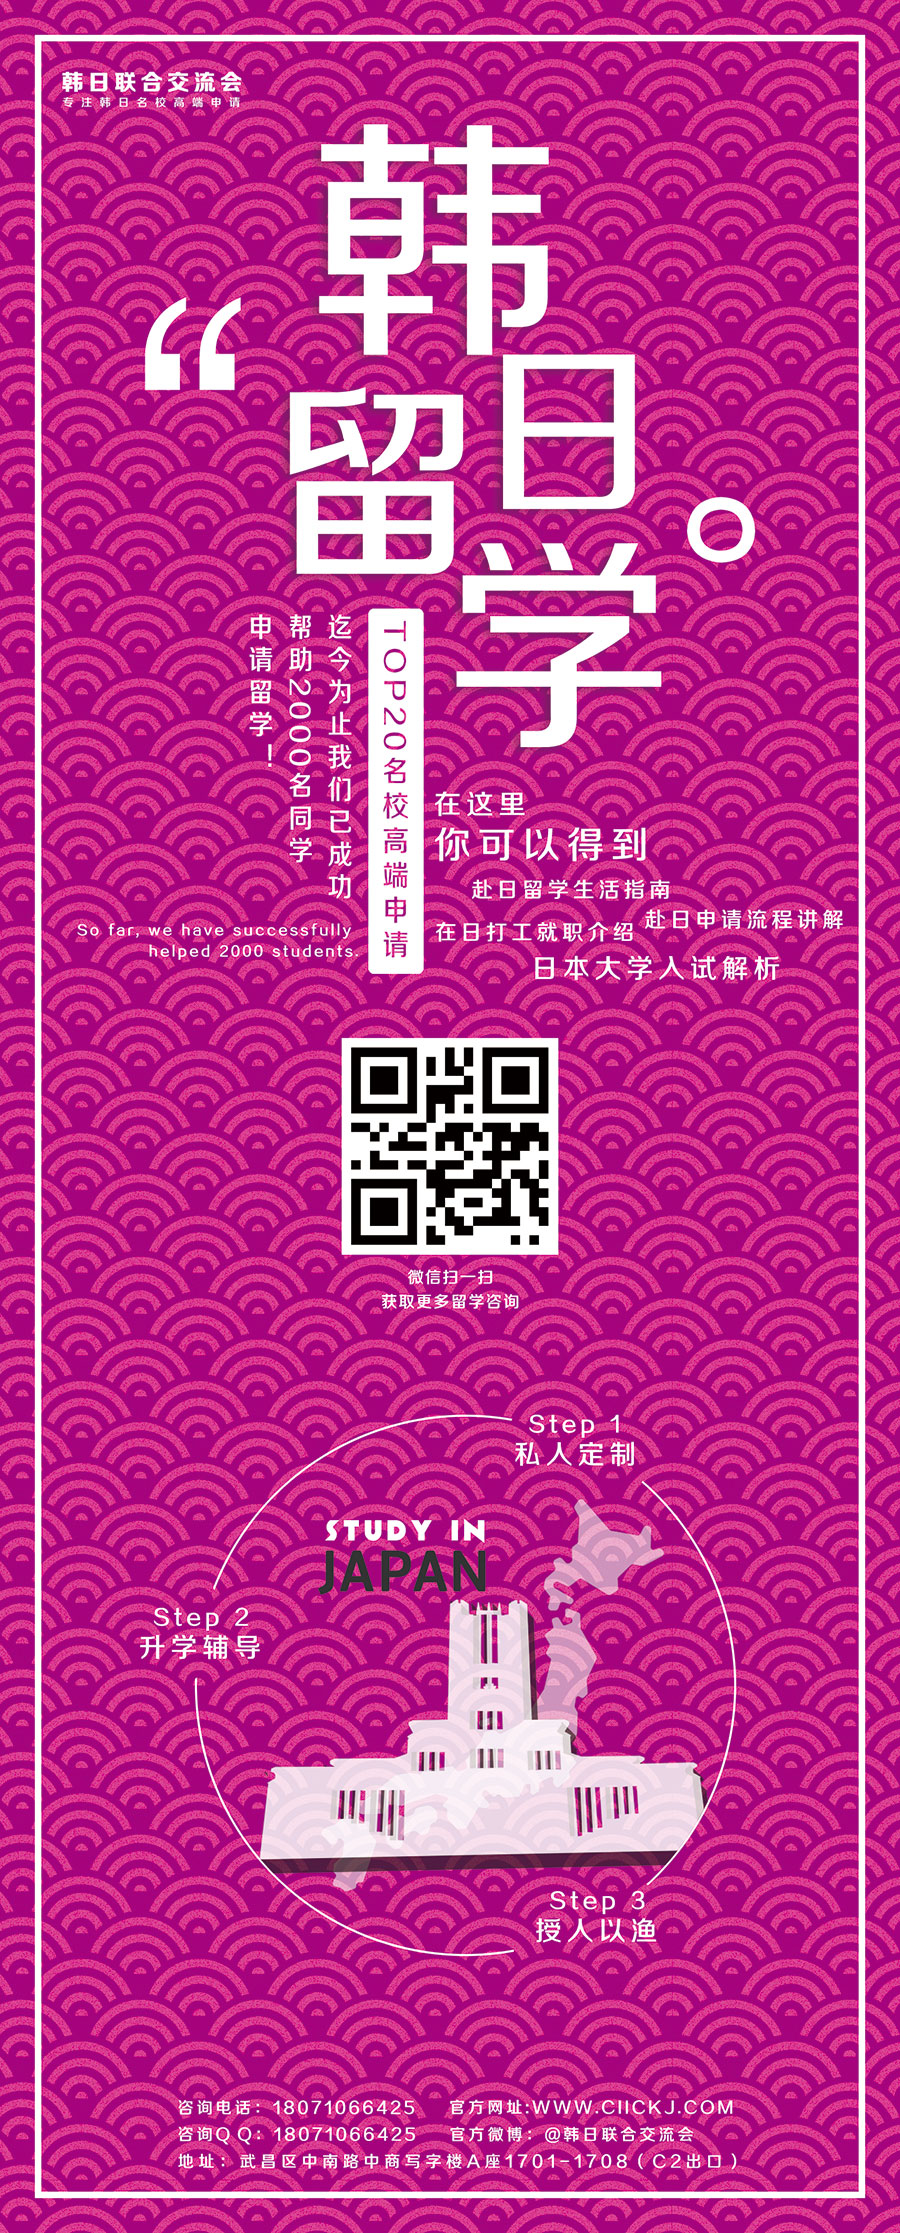 韩日联合交流会
专注韩日名校高端申请
“韩日
留学。
TOP20名校高端申请
迄今为止我们已成功
帮助2000名同学
申请留学！
So far, we have successfully
helped 2000 students.
在这里
你可以得到
赴日留学生活指南
赴日申请流程讲解
在日打工就职介绍
日本大学入试解析
微信扫一扫
获取更多留学咨询
Step 1
私人定制
STUDY IN
JAPAN
Step 2
升学辅导
Step 3
授人以渔
咨询电话：18071066425 官方网址:WWW.CIICKJ.COM
咨询QQ：18071066425 官方微博：@韩日联合交流会
地址：武昌区中南路中商写字楼A座1701-1708（C2出口）